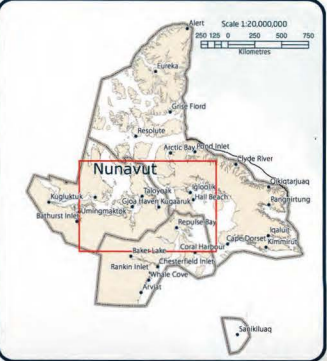 Alert
Scale 1:20,000,000
250 125 0 250 500 750
Kilometres
Eureka
Grise Fiord
Resolute
Arctic Bay
Pond Inlet
Clyde River
Nunavut
Qikiqtarjuaq
Taloyoak
Igloolik
Hall Beach
Pangnirtung
Kugluktuk
Gjoa Haven
Kugaaruk
Umingmaktok
Bathurst Inlet
Repulse Bay
Iqaluit
Cape Dorset
Kimmirut
Baker Lake
Coral Harbour
Chesterfield Inlet
Rankin Inlet
Whale Cove
Arviat
Sanikiluaq